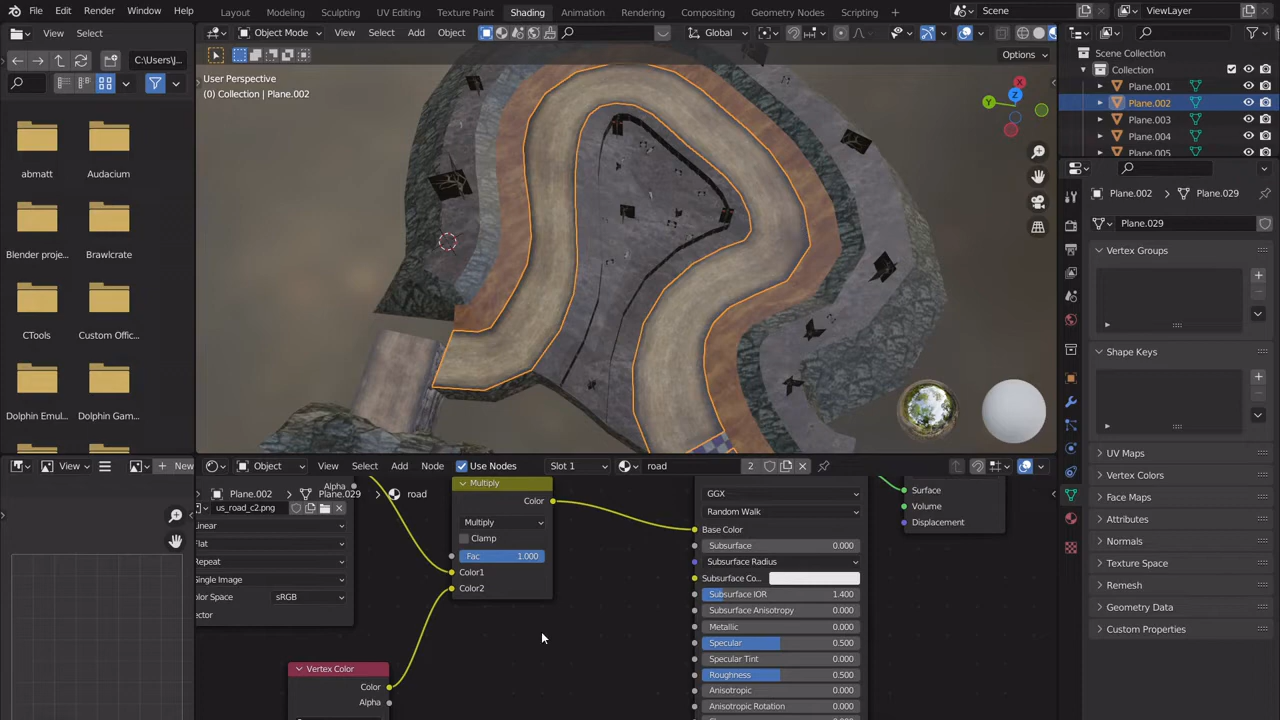 File Edit Render Window Help Layout Modeling Sculpting UV Editing Texture Paint Shading Animation Rendering Compositing Geometry Nodes Scripting Scene ViewLayer
View Select Object Mode View Select Add Object Global
C:\Users\J... Options
User Perspective
(0) Collection | Plane.002
abmatt Audacium
Blender proje... Brawlcrate
CTools Custom Offic...
Dolphin Emul... Dolphin Gam...
Scene Collection
Collection
Plane.001
Plane.002
Plane.003
Plane.004
Plane.005
Plane.002 Plane.029
Plane.029
Vertex Groups
Shape Keys
UV Maps
Vertex Colors
Face Maps
Attributes
Normals
Texture Space
Remesh
Geometry Data
Custom Properties
View New Object View Select Add Node Use Nodes Slot 1 road 2
Plane.002 Plane.029 road
Alpha
us_road_c2.png
Linear
Flat
Repeat
Single Image
Color Space sRGB
Vector
Multiply
Color
Multiply
Clamp
Fac 1.000
Color1
Color2
Vertex Color
Color
Alpha
GGX
Random Walk
Base Color
Subsurface 0.000
Subsurface Radius
Subsurface Co...
Subsurface IOR 1.400
Subsurface Anisotropy 0.000
Metallic 0.000
Specular 0.500
Specular Tint 0.000
Roughness 0.500
Anisotropic 0.000
Anisotropic Rotation 0.000
Surface
Volume
Displacement
X
Y
Z